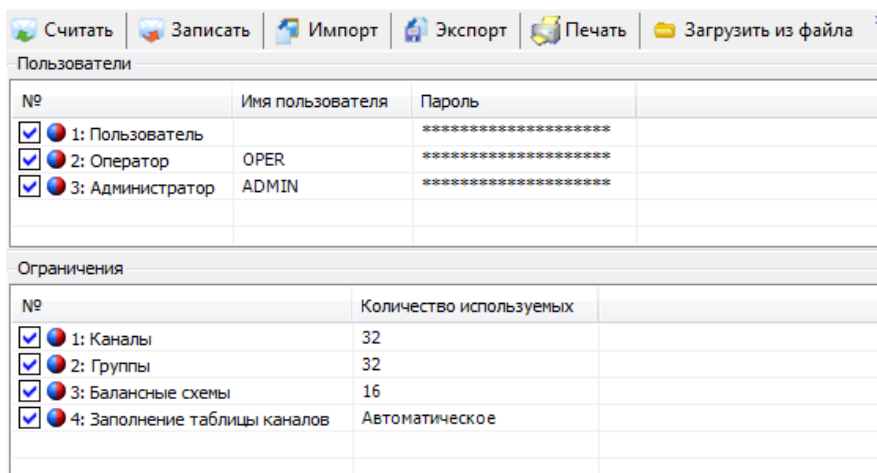 Считать Записать Импорт Экспорт Печать Загрузить из файла
Пользователи
№ Имя пользователя Пароль
1: Пользователь ********************
2: Оператор OPER ********************
3: Администратор ADMIN ********************
Ограничения
№ Количество используемых
1: Каналы 32
2: Группы 32
3: Балансные схемы 16
4: Заполнение таблицы каналов Автоматическое